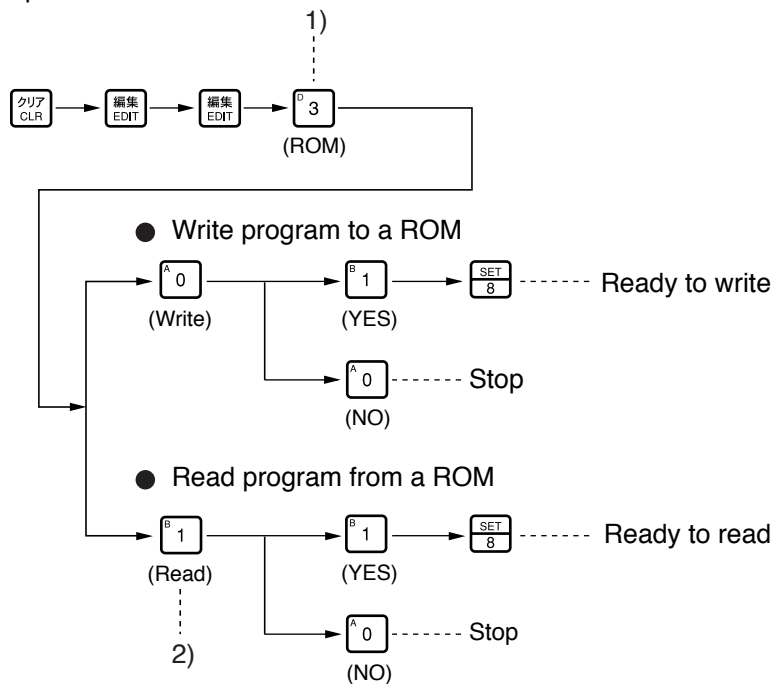 1)
クリア CLR 編集 EDIT 編集 EDIT D 3
(ROM)
● Write program to a ROM
A 0 B 1 SET 8 Ready to write
(Write) (YES)
A 0 Stop
(NO)
● Read program from a ROM
B 1 B 1 SET 8 Ready to read
(Read) (YES)
A 0 Stop
2)
(NO)